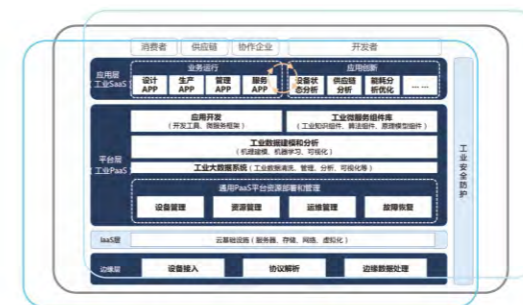 消费者 供应链 协作企业 开发者
应用层
工业SaaS
业务运行
应用创新
设计
APP
生产
APP
管理
APP
服务
APP
设备状
态分析
供应链
分析
能耗分
析优化
... ...
平台层
工业PaaS
应用开发
（开发工具、微服务框架）
工业微服务组件库
（工业知识组件、算法组件、原理模型组件）
工业数据建模和分析
（机理建模、机器学习、可视化）
工业大数据系统（工业数据清洗、管理、分析、可视化等）
通用PaaS平台资源部署和管理
设备管理 资源管理 运维管理 故障恢复
IaaS层
云基础设施（服务器、存储、网络、虚拟化）
边缘层
设备接入 协议解析 边缘数据处理
工业安全防护